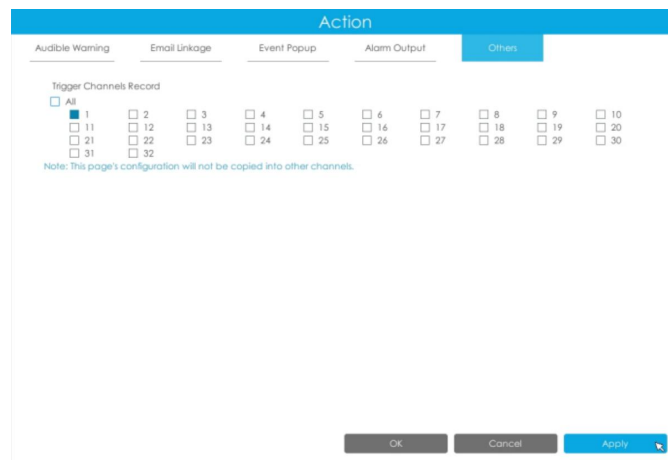 Action
Audible Warning Email Linkage Event Popup Alarm Output Others
Trigger Channels Record
All
1 2 3 4 5 6 7 8 9 10
11 12 13 14 15 16 17 18 19 20
21 22 23 24 25 26 27 28 29 30
31 32
Note: This page's configuration will not be copied into other channels.
OK Cancel Apply